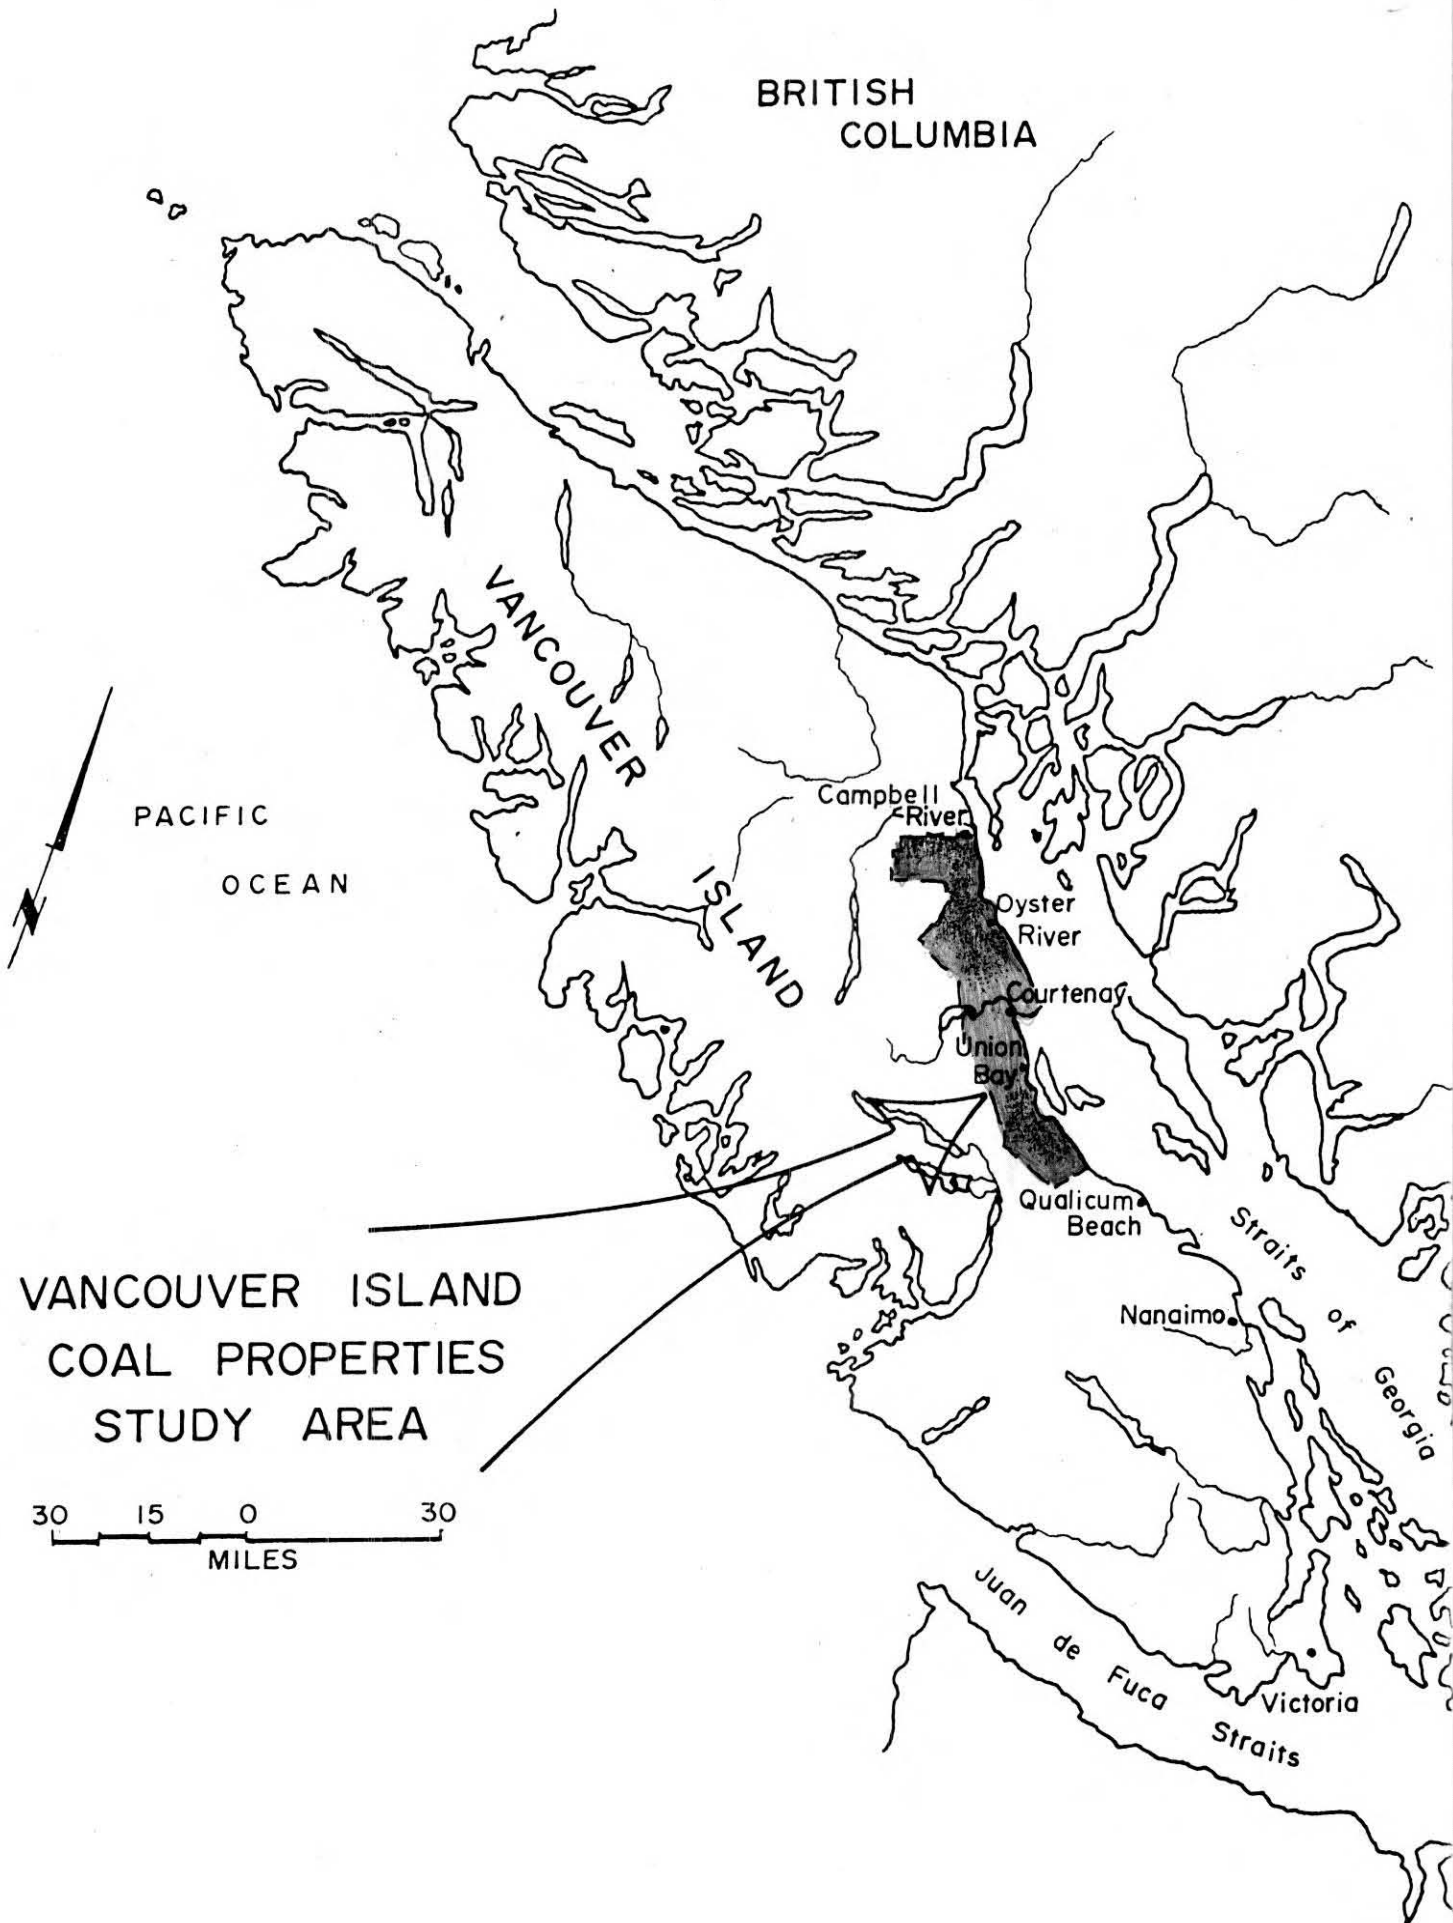 BRITISH
COLUMBIA
VANCOUVER
ISLAND
PACIFIC
OCEAN
N
Campbell
River
Oyster
River
Courtenay
Union
Bay
Qualicum
Beach
Straits
of
Georgia
Nanaimo
VANCOUVER ISLAND
COAL PROPERTIES
STUDY AREA
30 15 0 30
MILES
Juan
de
Fuca
Straits
Victoria